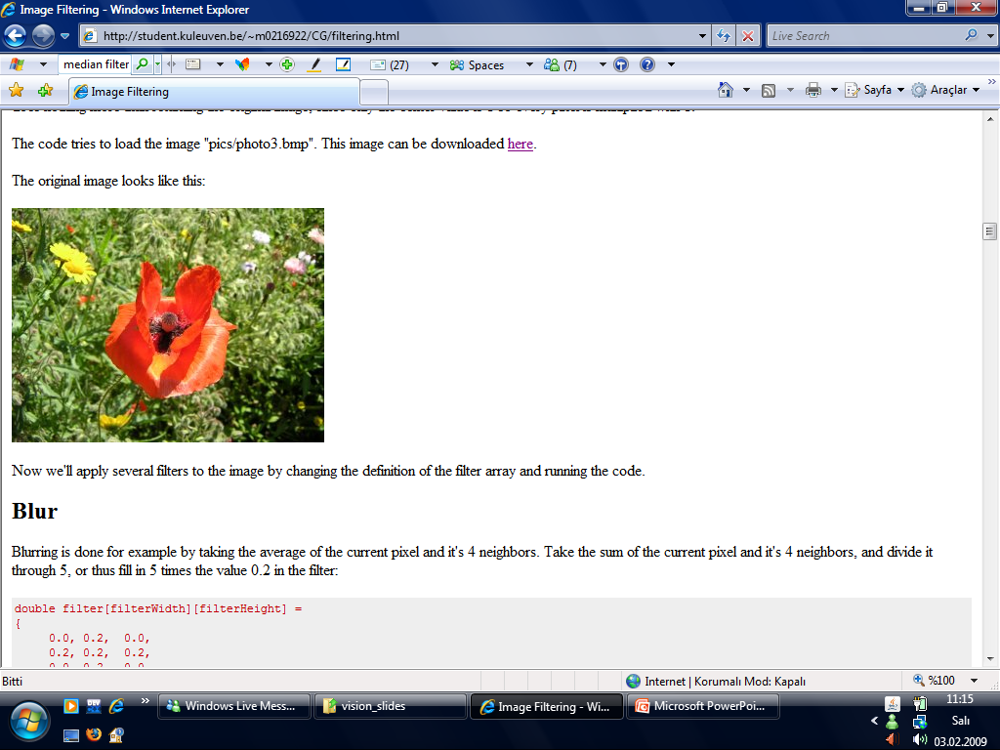 Image Filtering - Windows Internet Explorer
http://student.kuleuven.be/~m0216922/CG/filtering.html
Live Search
median filter
(27)
Spaces
(7)
Image Filtering
Sayfa
Araçlar
The code tries to load the image "pics/photo3.bmp". This image can be downloaded here.
The original image looks like this:
Now we'll apply several filters to the image by changing the definition of the filter array and running the code.
Blur
Blurring is done for example by taking the average of the current pixel and it's 4 neighbors. Take the sum of the current pixel and it's 4 neighbors, and divide it
through 5, or thus fill in 5 times the value 0.2 in the filter:
double filter[filterWidth][filterHeight] =
{
0.0, 0.2, 0.0,
0.2, 0.2, 0.2,
0.0, 0.2, 0.0
Bitti
Internet | Korumalı Mod: Kapalı
%100
Windows Live Mess...
vision_slides
Image Filtering - Wi...
Microsoft PowerPoi...
11:15
Salı
03.02.2009